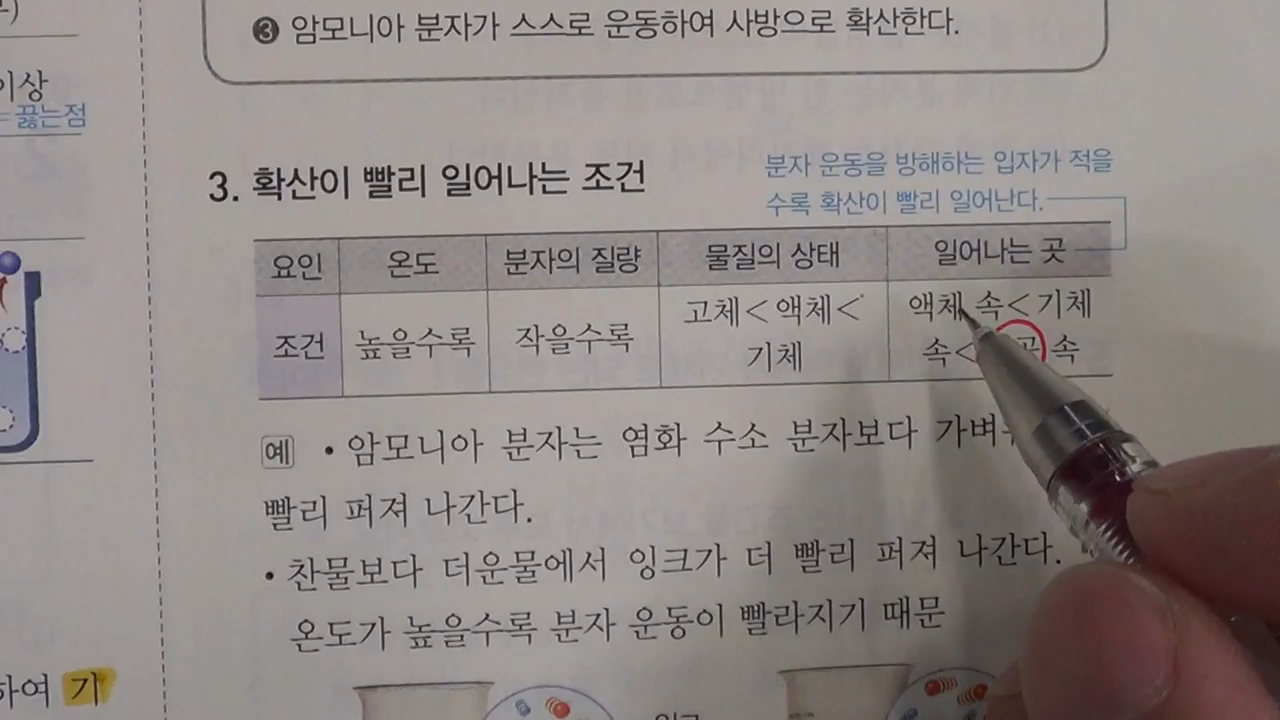 ❸ 암모니아 분자가 스스로 운동하여 사방으로 확산한다.
이상
=끓는점
3. 확산이 빨리 일어나는 조건
분자 운동을 방해하는 입자가 적을
수록 확산이 빨리 일어난다.
요인 온도 분자의 질량 물질의 상태 일어나는 곳
조건 높을수록 작을수록 고체<액체< 액체 속<기체
기체 속< 속
예 • 암모니아 분자는 염화 수소 분자보다
빨리 퍼져 나간다.
• 찬물보다 더운물에서 잉크가 더 빨리 퍼져 나간다.
온도가 높을수록 분자 운동이 빨라지기 때문
하여 기